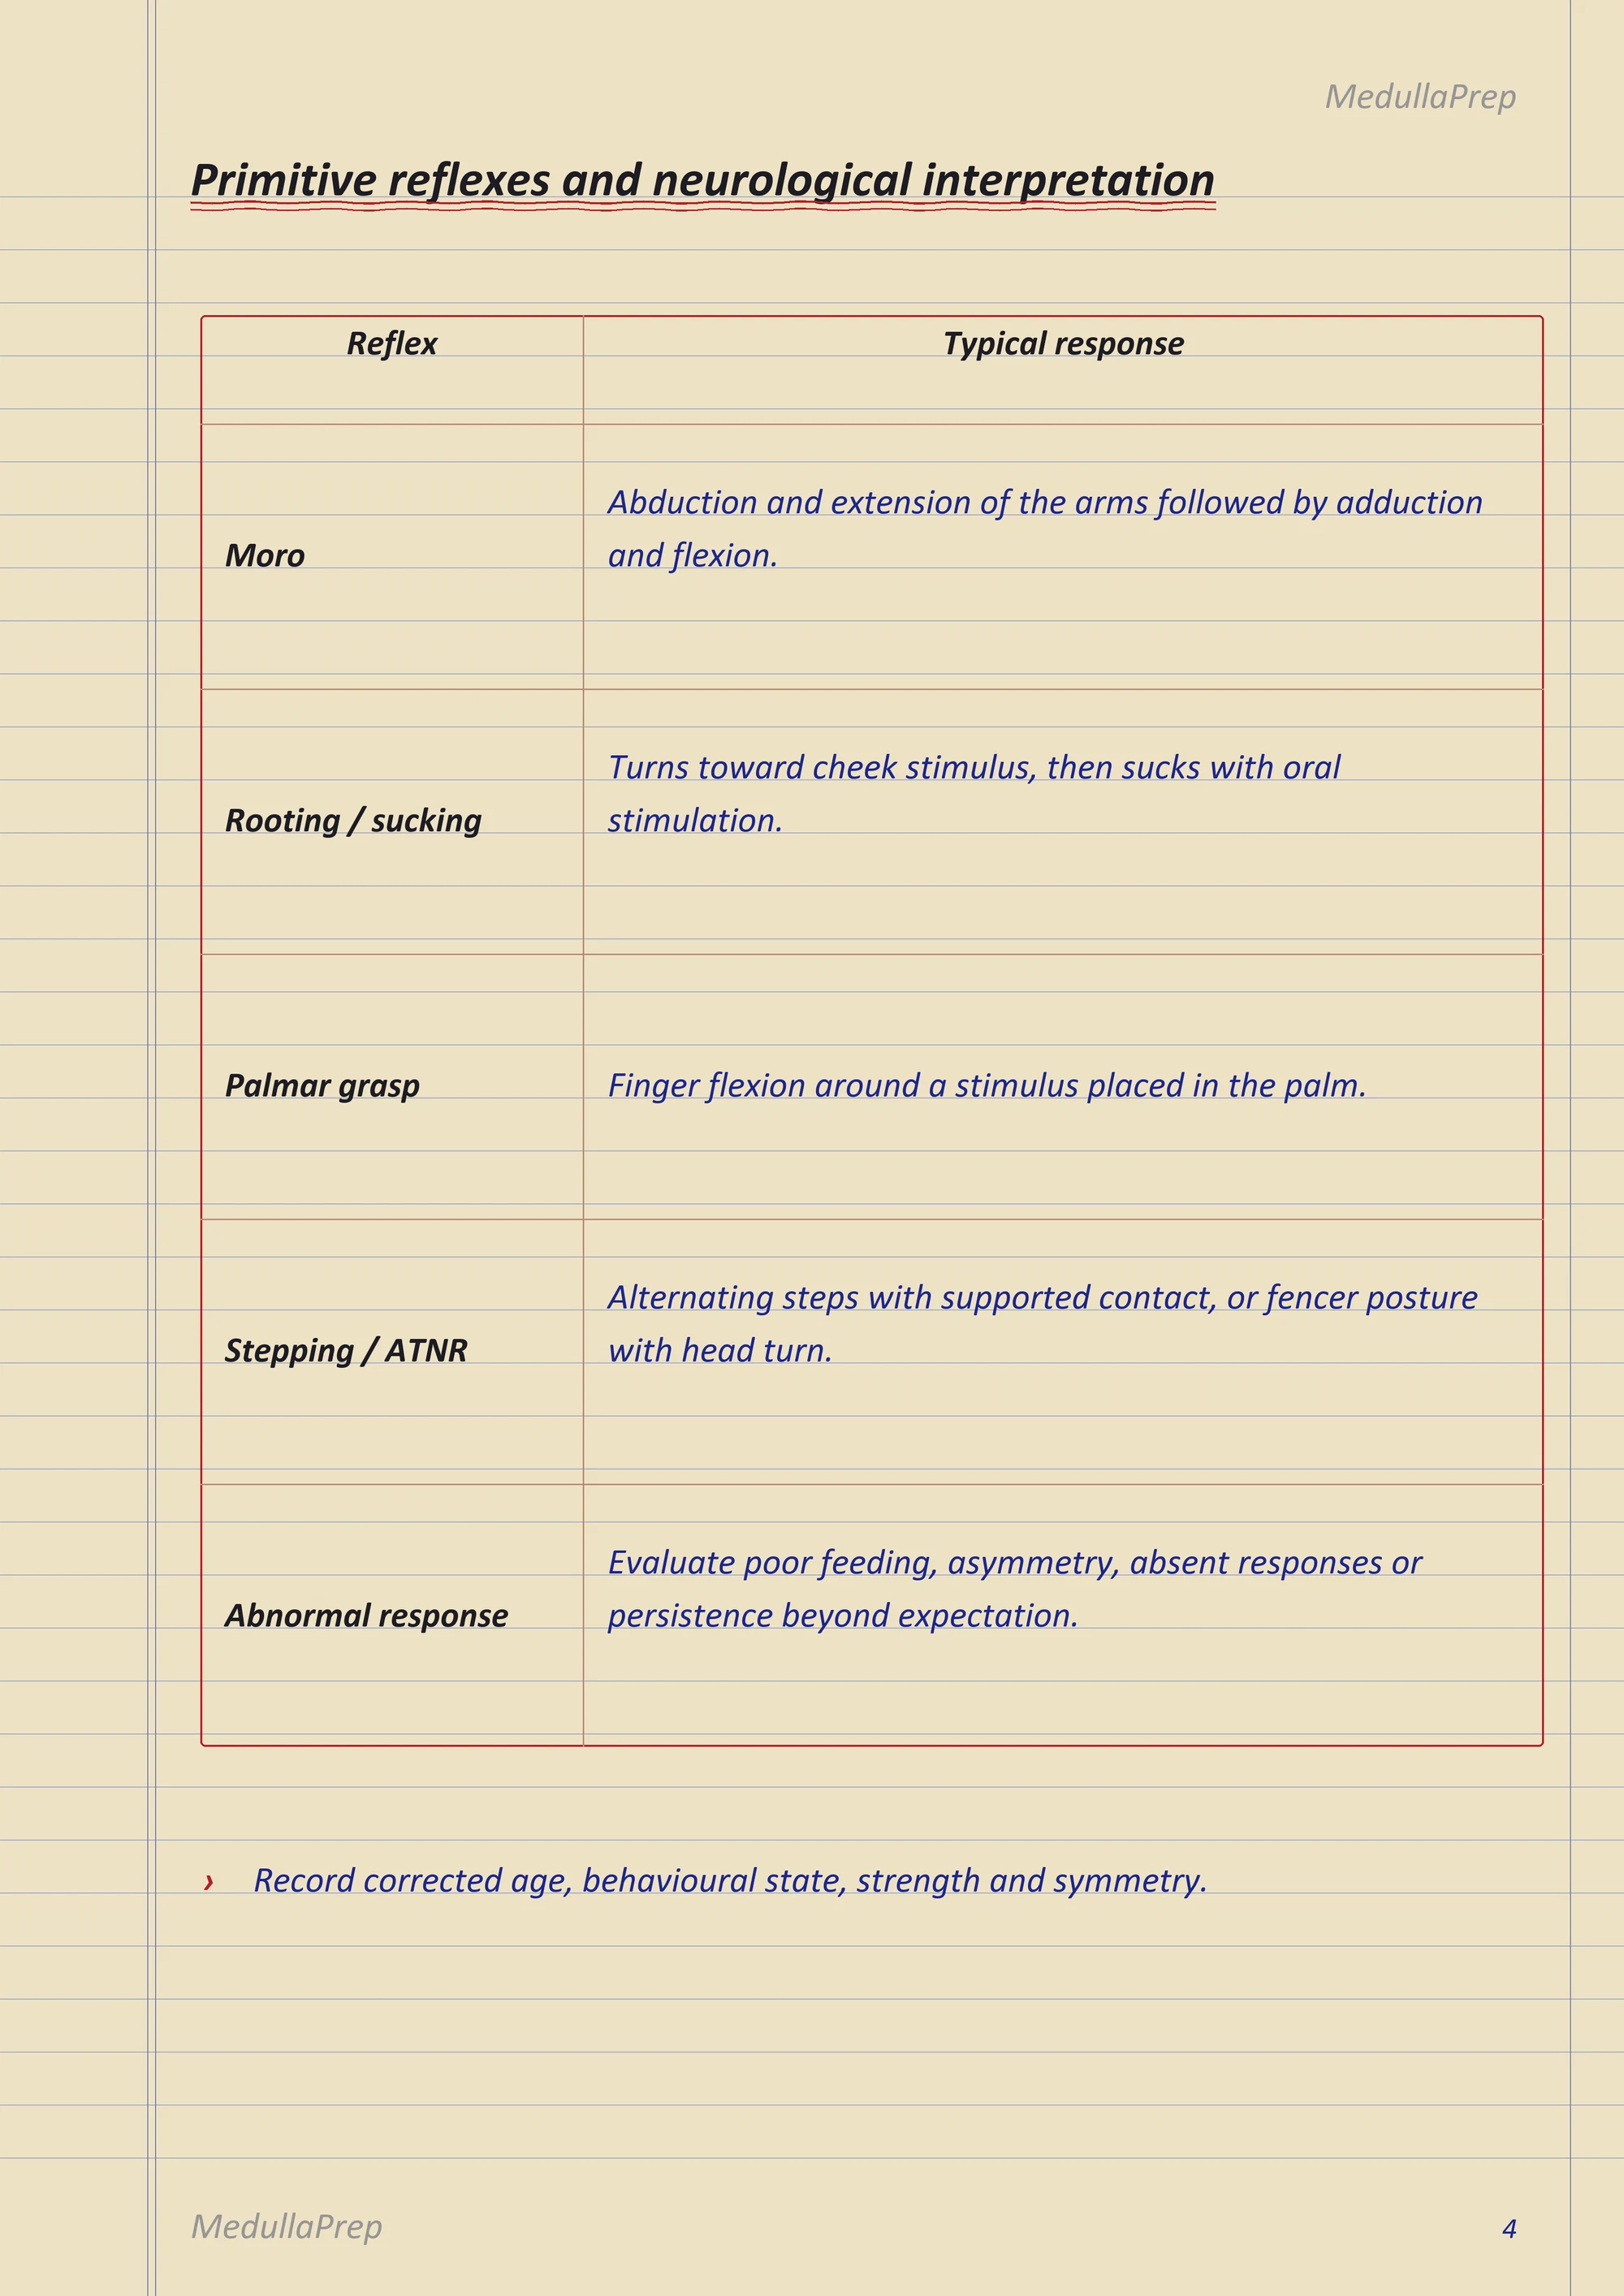 MedullaPrep
Primitive reflexes and neurological interpretation
Reflex Typical response
Abduction and extension of the arms followed by adduction
Moro and flexion.
Turns toward cheek stimulus, then sucks with oral
Rooting / sucking stimulation.
Palmar grasp Finger flexion around a stimulus placed in the palm.
Alternating steps with supported contact, or fencer posture
Stepping / ATNR with head turn.
Evaluate poor feeding, asymmetry, absent responses or
Abnormal response persistence beyond expectation.
› Record corrected age, behavioural state, strength and symmetry.
MedullaPrep 4